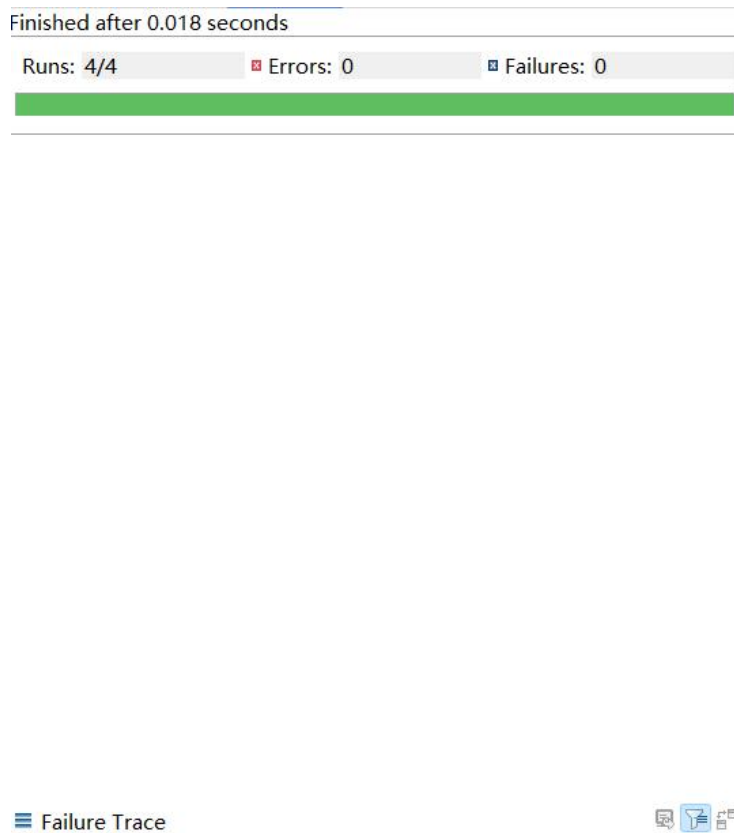 Finished after 0.018 seconds
Runs: 4/4 Errors: 0 Failures: 0
Failure Trace